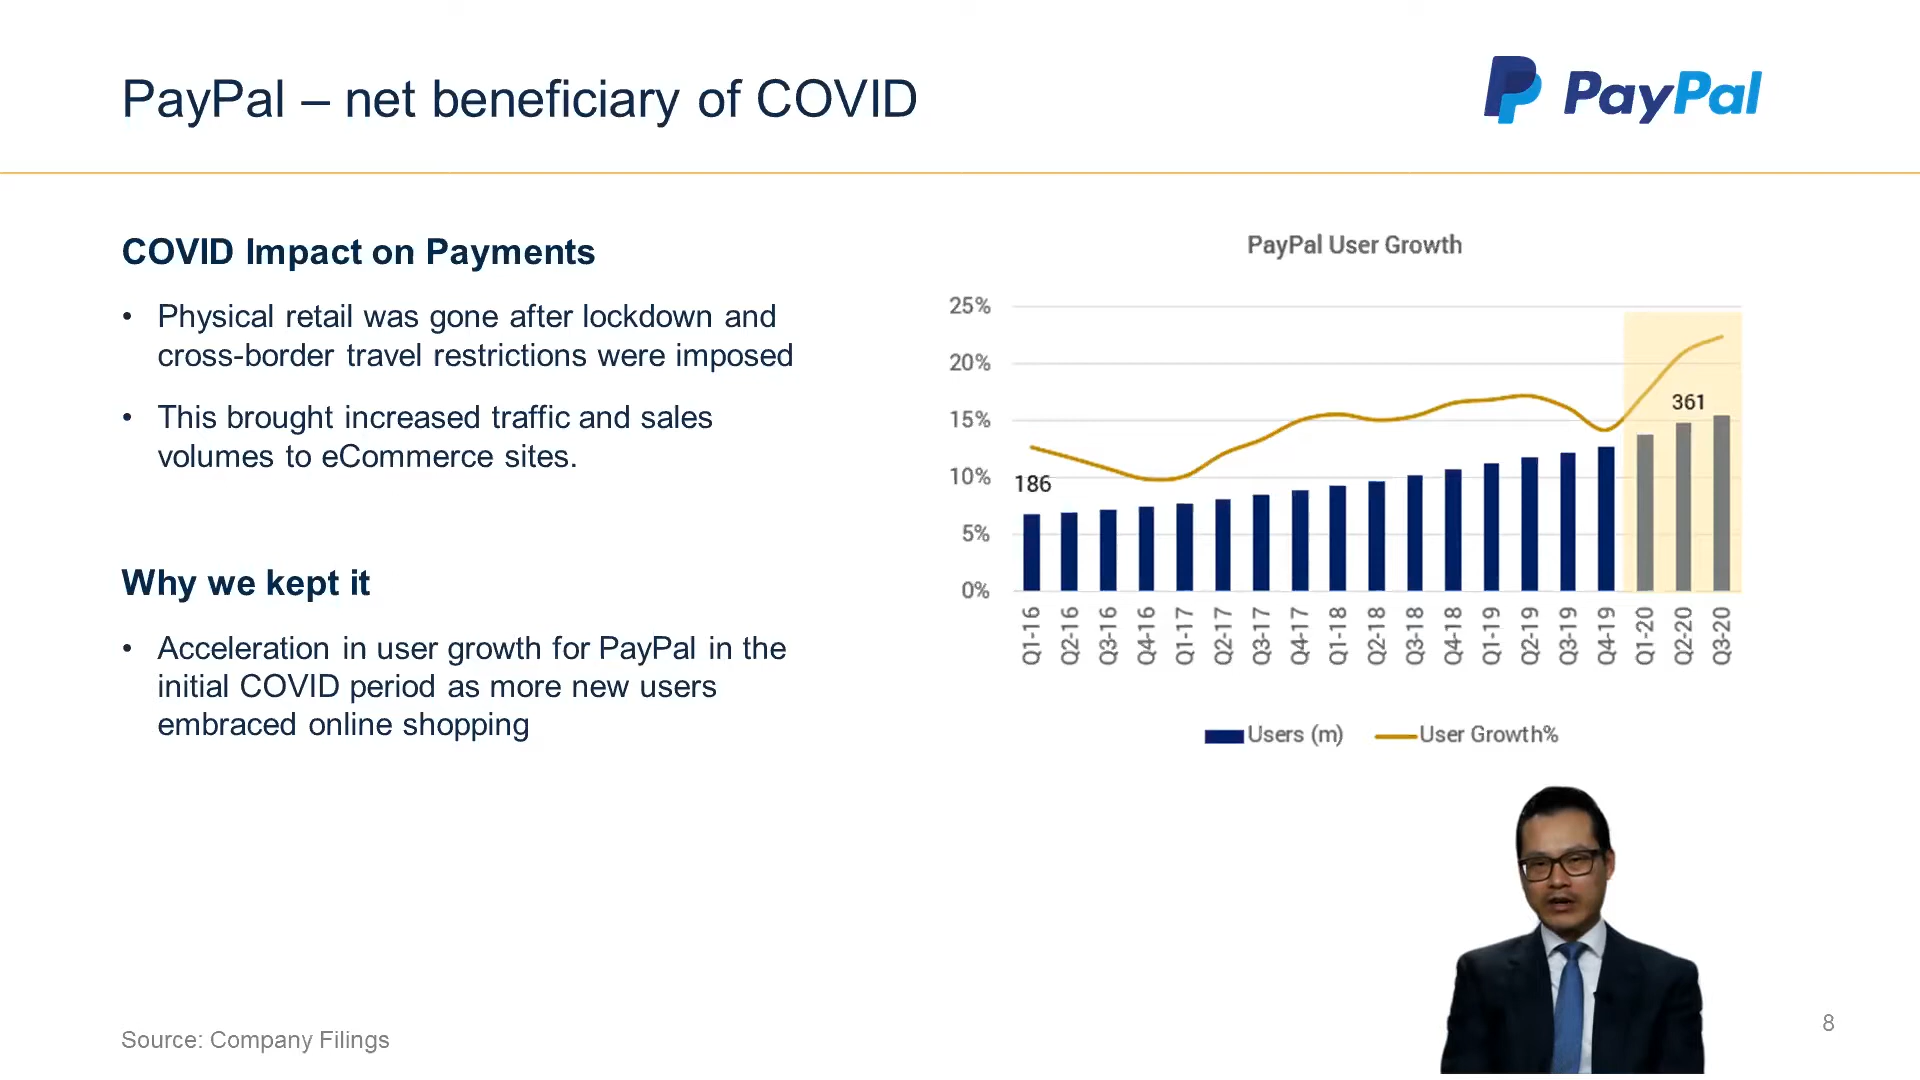 PayPal – net beneficiary of COVID
PayPal
COVID Impact on Payments
• Physical retail was gone after lockdown and
cross-border travel restrictions were imposed
• This brought increased traffic and sales
volumes to eCommerce sites.
Why we kept it
• Acceleration in user growth for PayPal in the
initial COVID period as more new users
embraced online shopping
PayPal User Growth
25%
20%
15%
10%
5%
0%
186
361
Q1-16
Q2-16
Q3-16
Q4-16
Q1-17
Q2-17
Q3-17
Q4-17
Q1-18
Q2-18
Q3-18
Q4-18
Q1-19
Q2-19
Q3-19
Q4-19
Q1-20
Q2-20
Q3-20
Users (m)
User Growth%
Source: Company Filings
8